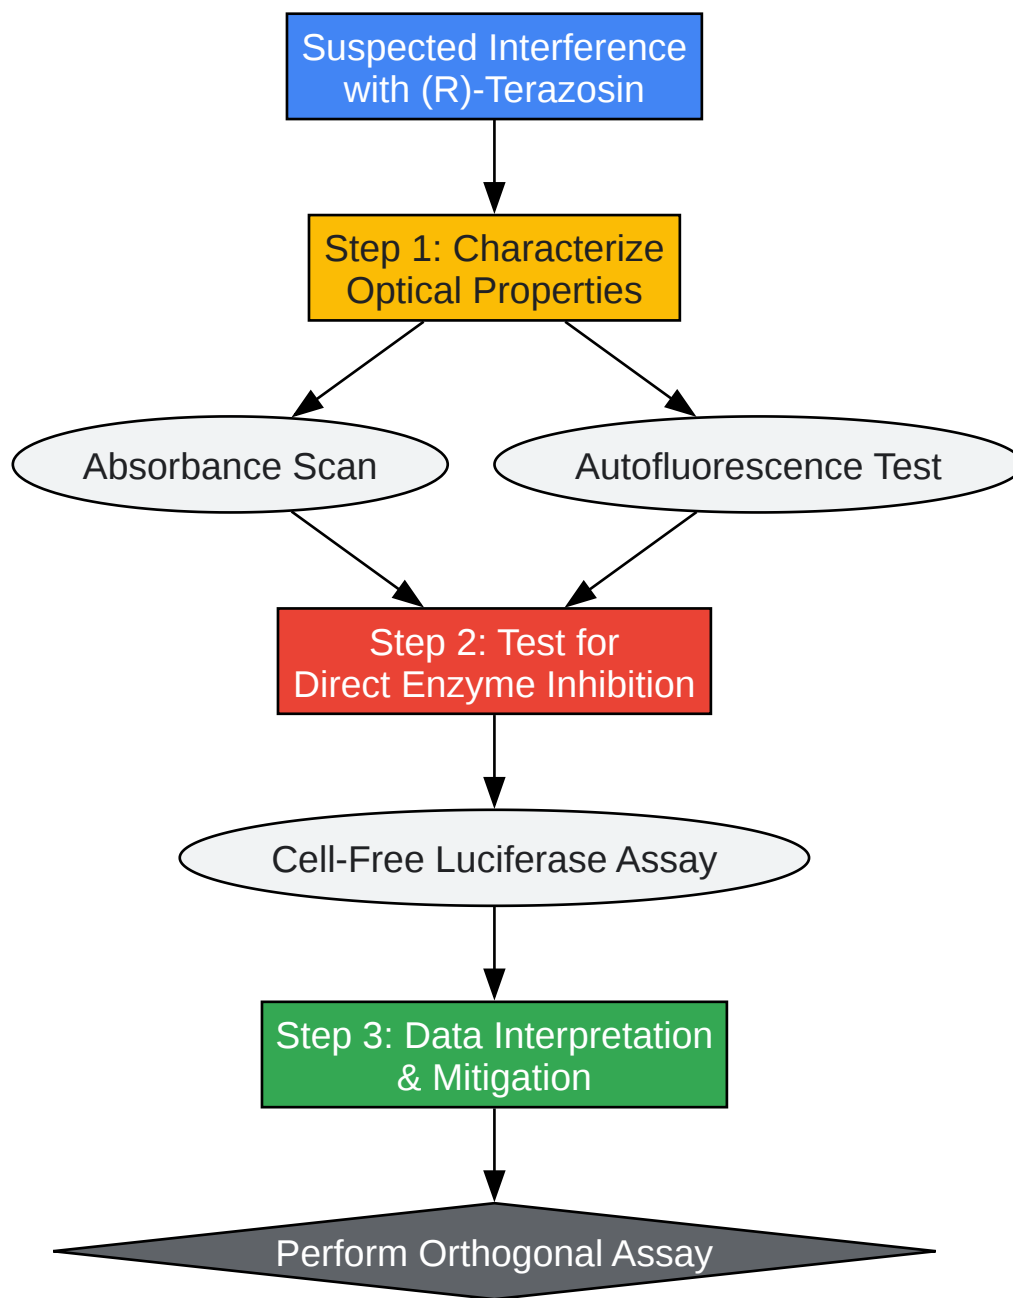 Suspected Interference
with (R)-Terazosin
Step 1: Characterize
Optical Properties
Absorbance Scan
Autofluorescence Test
Step 2: Test for
Direct Enzyme Inhibition
Cell-Free Luciferase Assay
Step 3: Data Interpretation
& Mitigation
Perform Orthogonal Assay